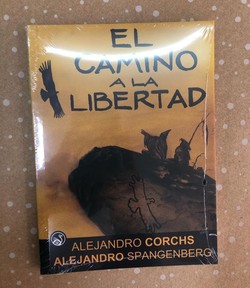 EL
CAMINO
A LA
LIBERTAD
ALEJANDRO CORCHS
ALEJANDRO SPANGENBERG